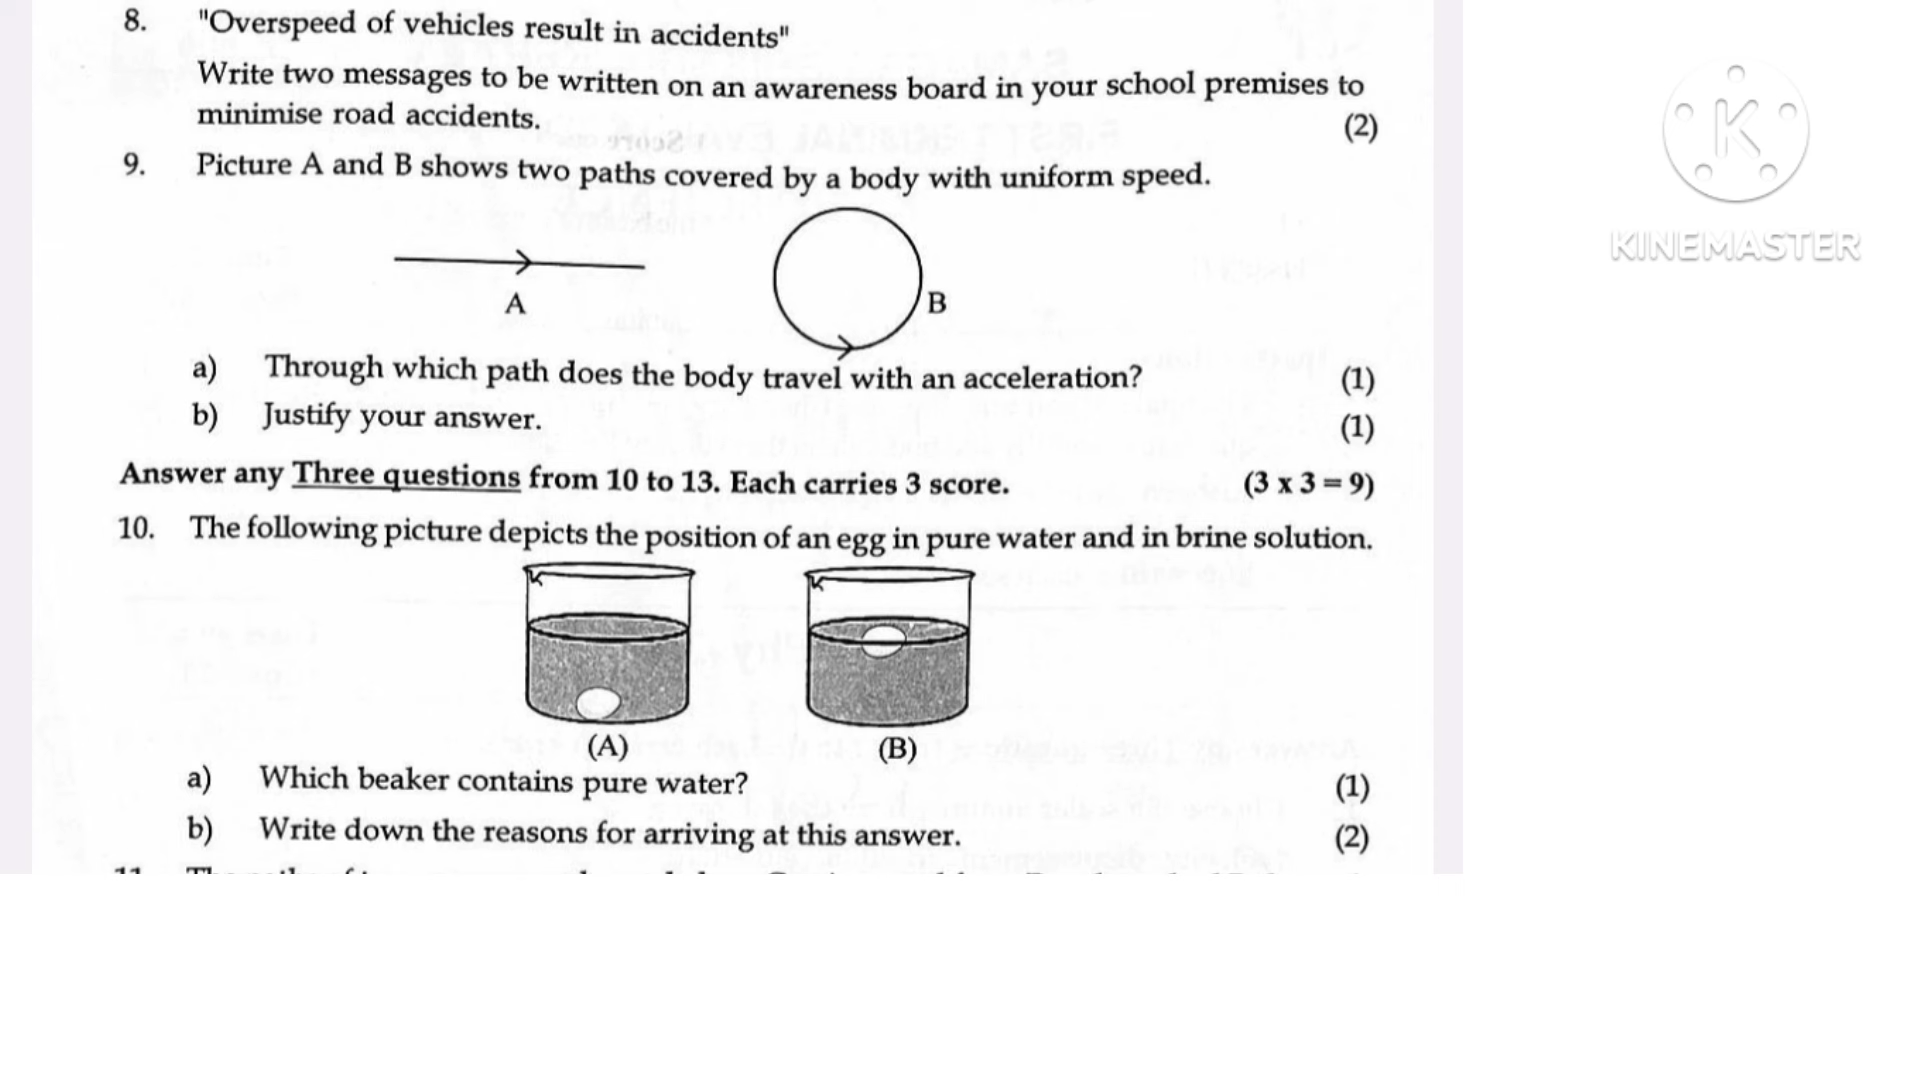 8. "Overspeed of vehicles result in accidents"
Write two messages to be written on an awareness board in your school premises to
minimise road accidents. (2)
9. Picture A and B shows two paths covered by a body with uniform speed.
A
B
a) Through which path does the body travel with an acceleration? (1)
b) Justify your answer. (1)
Answer any Three questions from 10 to 13. Each carries 3 score. (3 x 3 = 9)
10. The following picture depicts the position of an egg in pure water and in brine solution.
(A) (B)
a) Which beaker contains pure water? (1)
b) Write down the reasons for arriving at this answer. (2)
K
KINEMASTER